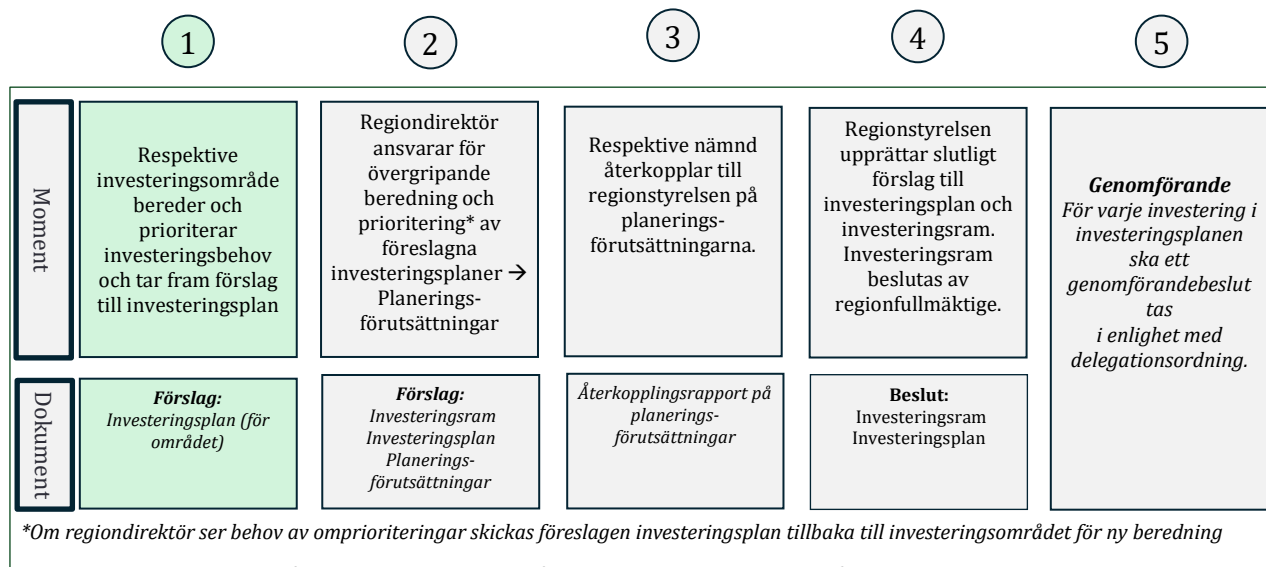 1
2
3
4
5
Moment
Respektive
investeringsområde
bereder och
prioriterar
investeringsbehov
och tar fram förslag
till investeringsplan
Regiondirektör
ansvarar för
övergripande
beredning och
prioritering* av
föreslagna
investeringsplaner →
Planerings-
förutsättningar
Respektive nämnd
återkopplar till
regionstyrelsen på
planerings-
förutsättningarna.
Regionstyrelsen
upprättar slutligt
förslag till
investeringsplan och
investeringsram.
Investeringsram
beslutas av
regionfullmäktige.
Genomförande
För varje investering i
investeringsplanen
ska ett
genomförandebeslut
tas
i enlighet med
delegationsordning.
Dokument
Förslag:
Investeringsplan (för
området)
Förslag:
Investeringsram
Investeringsplan
Planerings-
förutsättningar
Återkopplingsrapport på
planerings-
förutsättningar
Beslut:
Investeringsram
Investeringsplan
*Om regiondirektör ser behov av omprioriteringar skickas föreslagen investeringsplan tillbaka till investeringsområdet för ny beredning